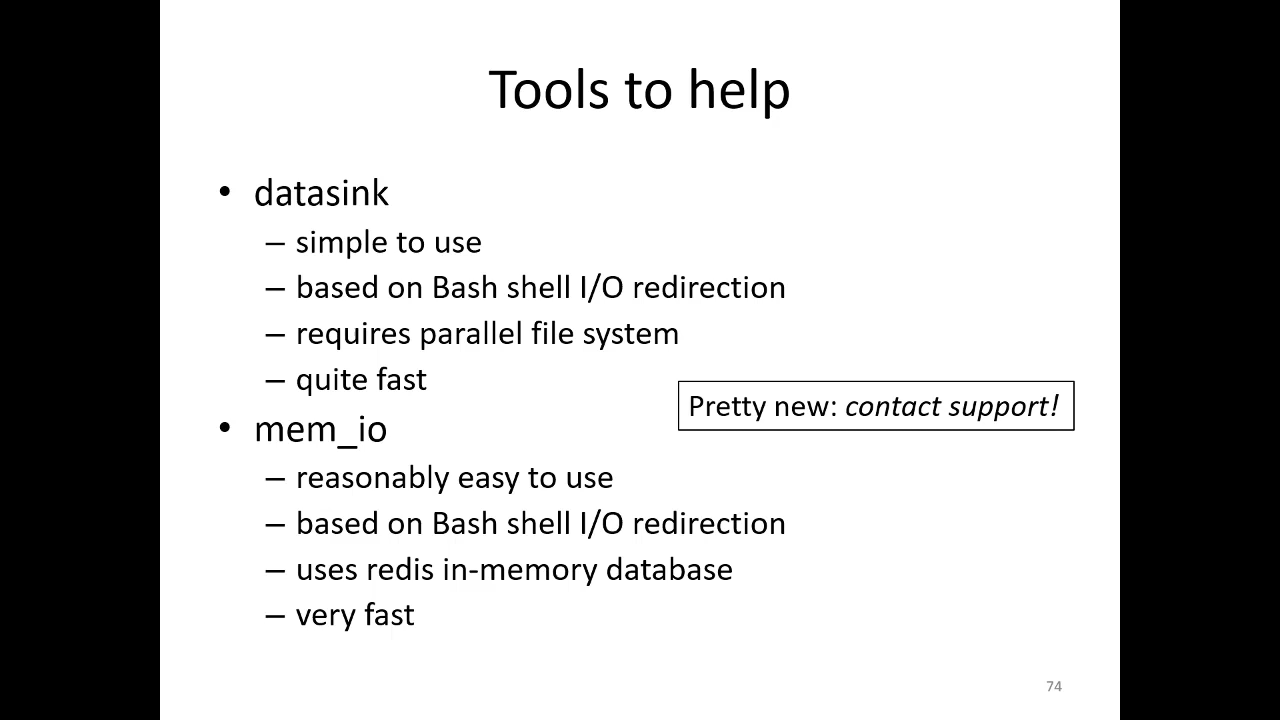 Tools to help
• datasink
– simple to use
– based on Bash shell I/O redirection
– requires parallel file system
– quite fast
Pretty new: contact support!
• mem_io
– reasonably easy to use
– based on Bash shell I/O redirection
– uses redis in-memory database
– very fast
74